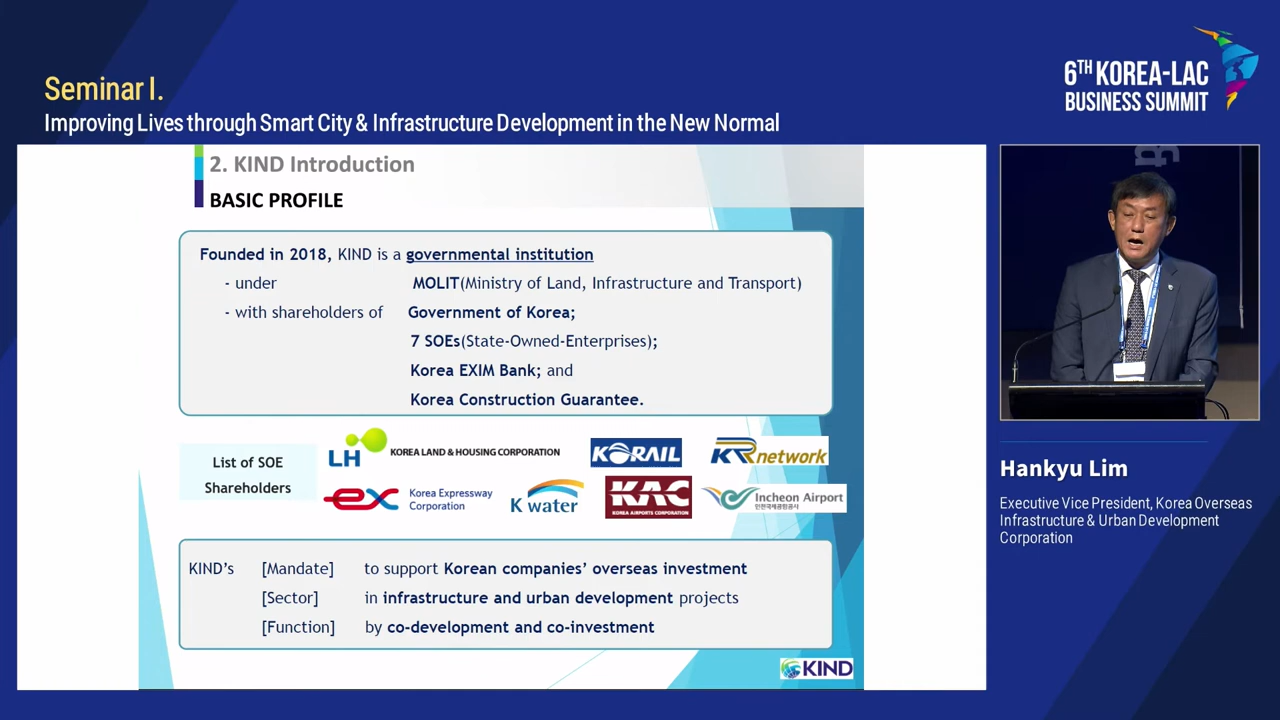 Seminar I.
Improving Lives through Smart City & Infrastructure Development in the New Normal
6TH KOREA-LAC
BUSINESS SUMMIT
2. KIND Introduction
BASIC PROFILE
Founded in 2018, KIND is a governmental institution
- under MOLIT(Ministry of Land, Infrastructure and Transport)
- with shareholders of Government of Korea;
7 SOEs(State-Owned-Enterprises);
Korea EXIM Bank; and
Korea Construction Guarantee.
List of SOE
Shareholders
LH KOREA LAND & HOUSING CORPORATION
KORAIL
KR network
ex Korea Expressway
Corporation
K water
KAC
KOREA AIRPORTS CORPORATION
Incheon Airport
인천국제공항공사
KIND's [Mandate] to support Korean companies' overseas investment
[Sector] in infrastructure and urban development projects
[Function] by co-development and co-investment
KIND
Hankyu Lim
Executive Vice President, Korea Overseas
Infrastructure & Urban Development
Corporation